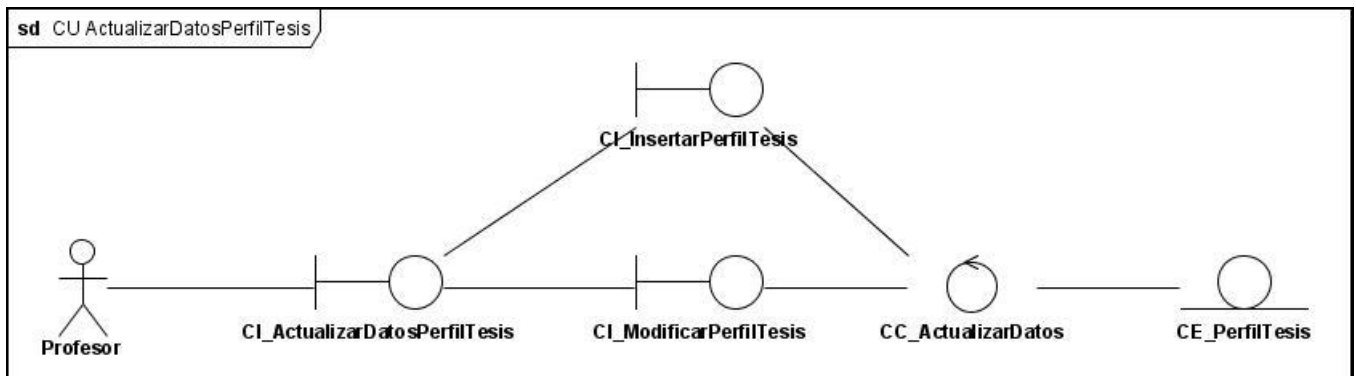 sd CU ActualizarDatosPerfilTesis
CI_InsertarPerfilTesis
Profesor
CI_ActualizarDatosPerfilTesis
CI_ModificarPerfilTesis
CC_ActualizarDatos
CE_PerfilTesis